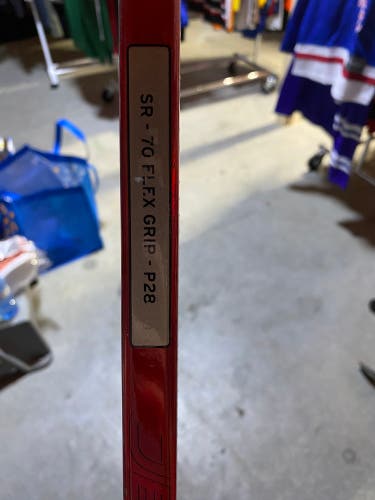 SR - 70 FLEX GRIP - P28